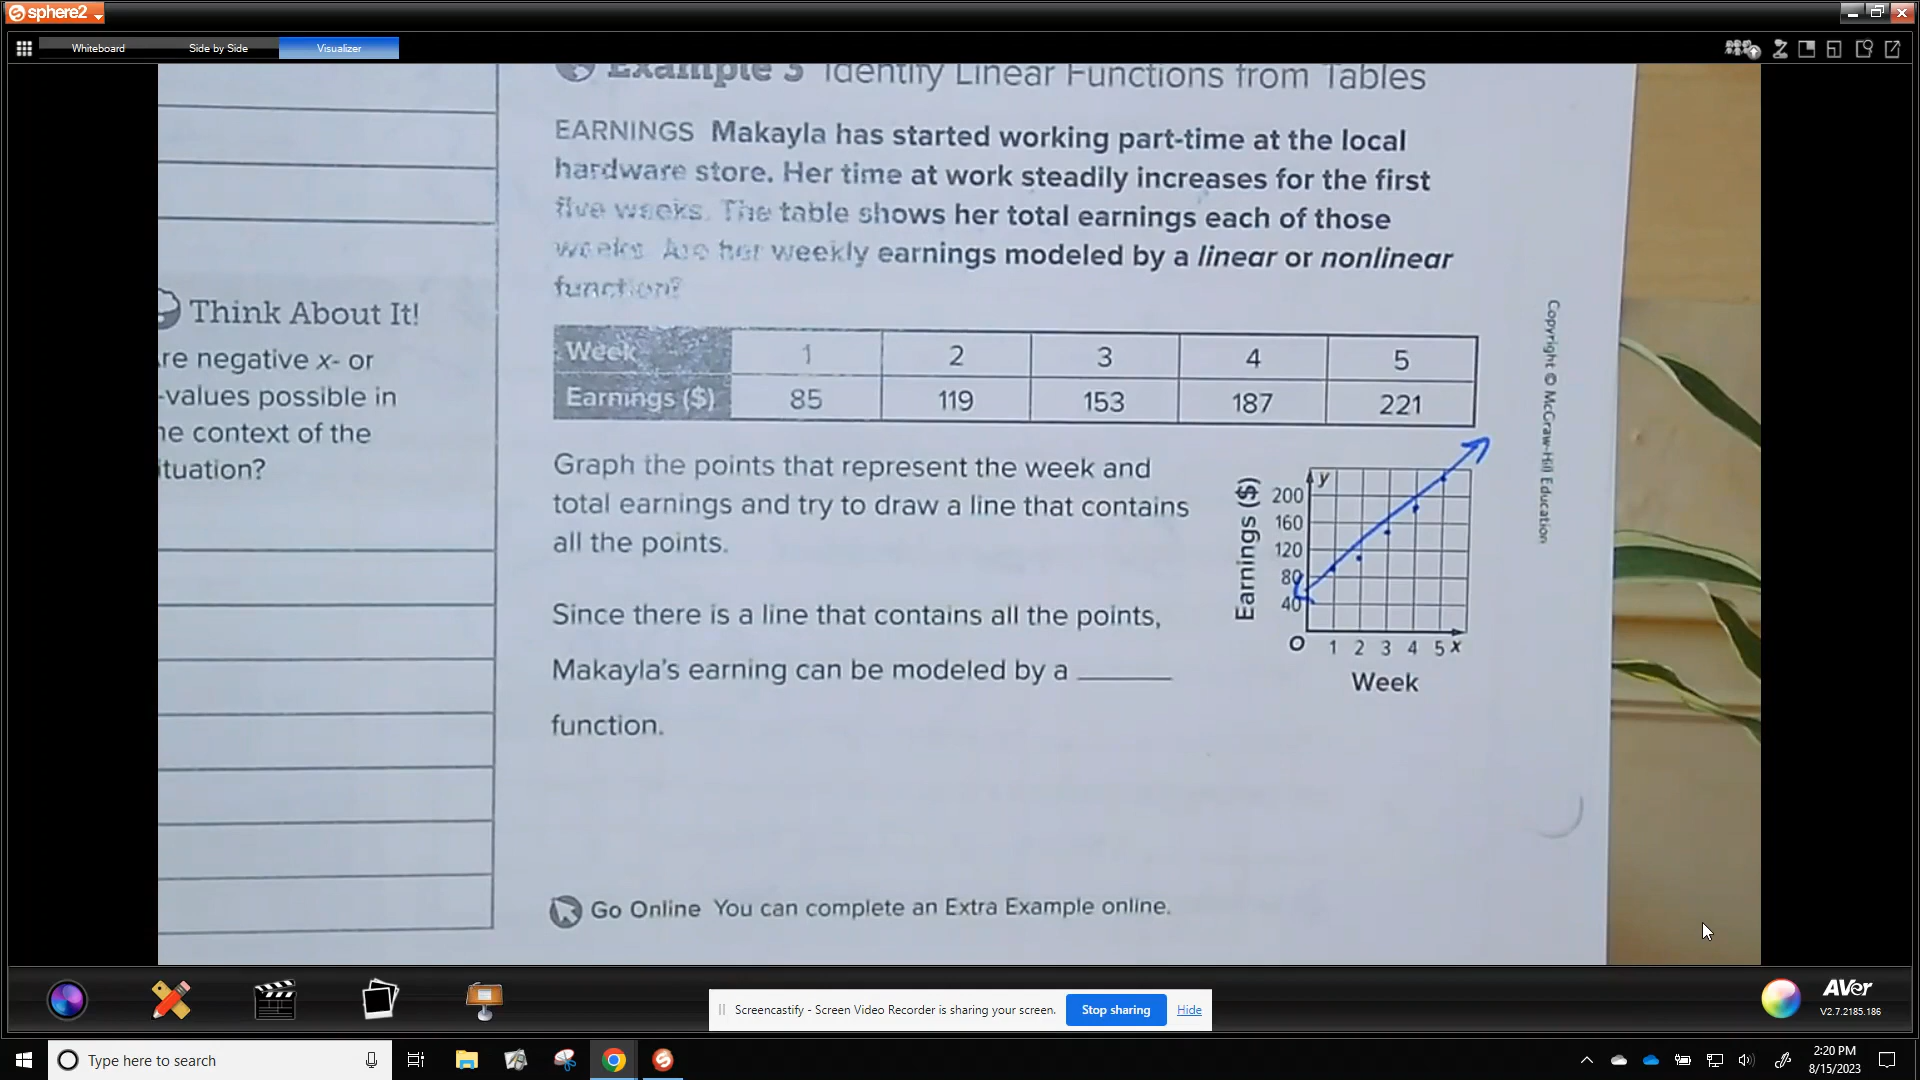 sphere2
Whiteboard Side by Side Visualizer
Example 3 Identify Linear Functions from Tables
EARNINGS Makayla has started working part-time at the local
hardware store. Her time at work steadily increases for the first
five weeks. The table shows her total earnings each of those
weeks. Are her weekly earnings modeled by a linear or nonlinear
function?
Week 1 2 3 4 5
Earnings ($) 85 119 153 187 221
Think About It!
re negative x- or
-values possible in
he context of the
ituation?
Graph the points that represent the week and
total earnings and try to draw a line that contains
all the points.
Since there is a line that contains all the points,
Makayla's earning can be modeled by a
function.
Earnings ($)
y
200
160
120
80
40
O 1 2 3 4 5 x
Week
Copyright © McGraw-Hill Education
Go Online You can complete an Extra Example online.
Screencastify - Screen Video Recorder is sharing your screen. Stop sharing Hide
AVer
V2.7.2185.186
Type here to search
2:20 PM
8/15/2023